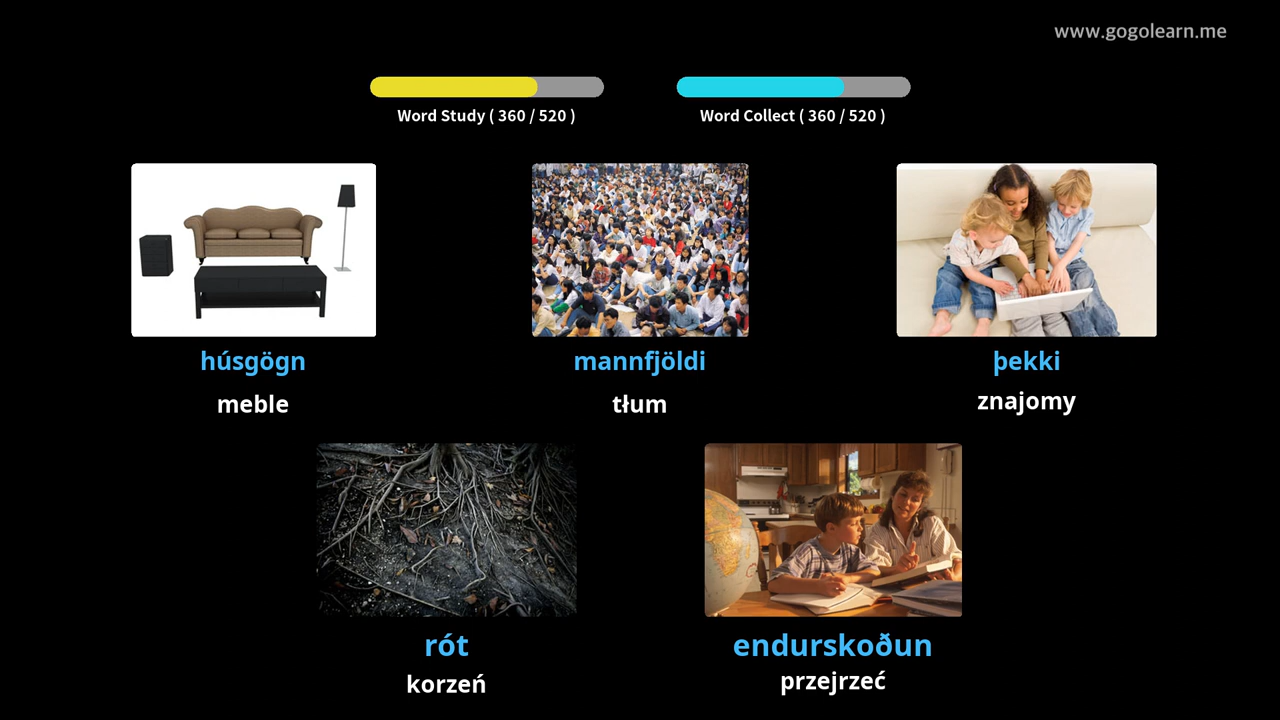 www.gogolearn.me
Word Study ( 360 / 520 )
Word Collect ( 360 / 520 )
húsgögn
meble
mannfjöldi
tłum
þekki
znajomy
rót
korzeń
endurskoðun
przejrzeć